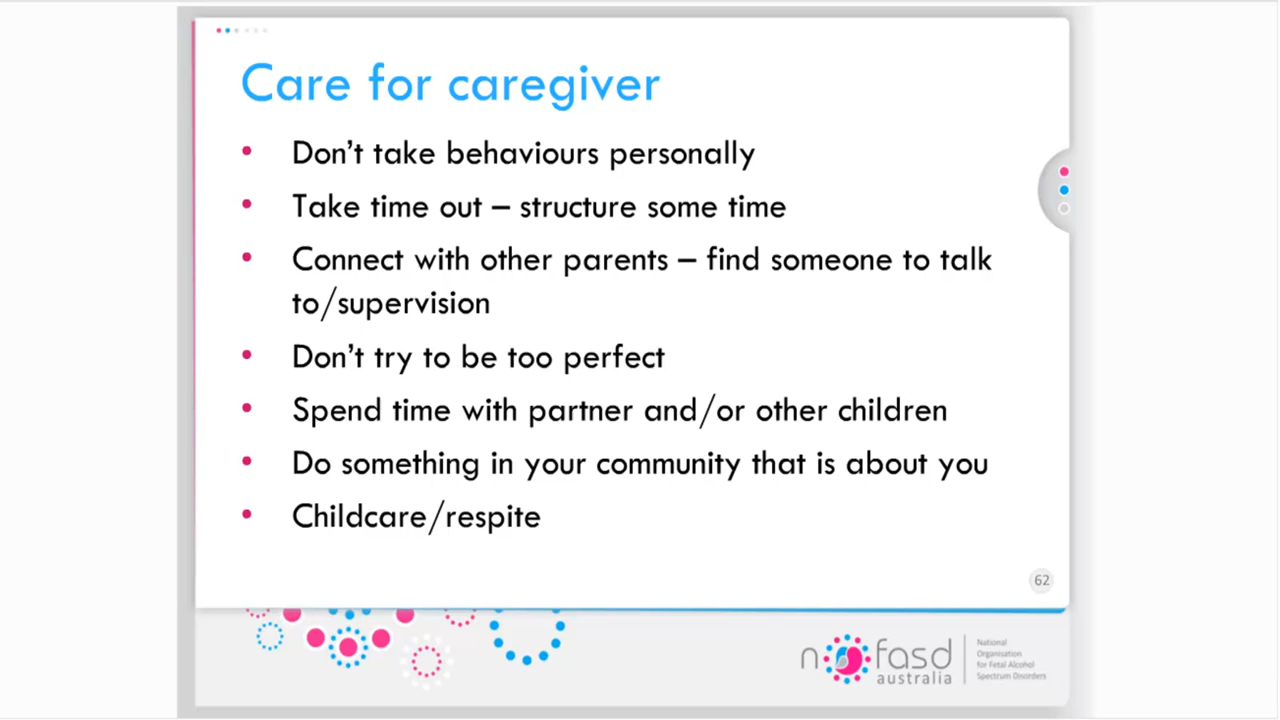 Care for caregiver
• Don't take behaviours personally
• Take time out – structure some time
• Connect with other parents – find someone to talk
to/supervision
• Don't try to be too perfect
• Spend time with partner and/or other children
• Do something in your community that is about you
• Childcare/respite
62
nofasd
australia
National
Organisation
for Fetal Alcohol
Spectrum Disorders